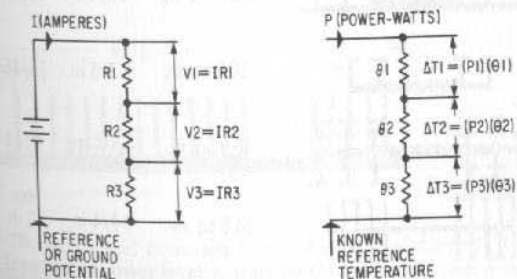 I(AMPERES)
R1
V1=IR1
R2
V2=IR2
R3
V3=IR3
REFERENCE
OR GROUND
POTENTIAL
P (POWER-WATTS)
θ1
ΔT1=(P1)(θ1)
θ2
ΔT2=(P2)(θ2)
θ3
ΔT3=(P3)(θ3)
KNOWN
REFERENCE
TEMPERATURE